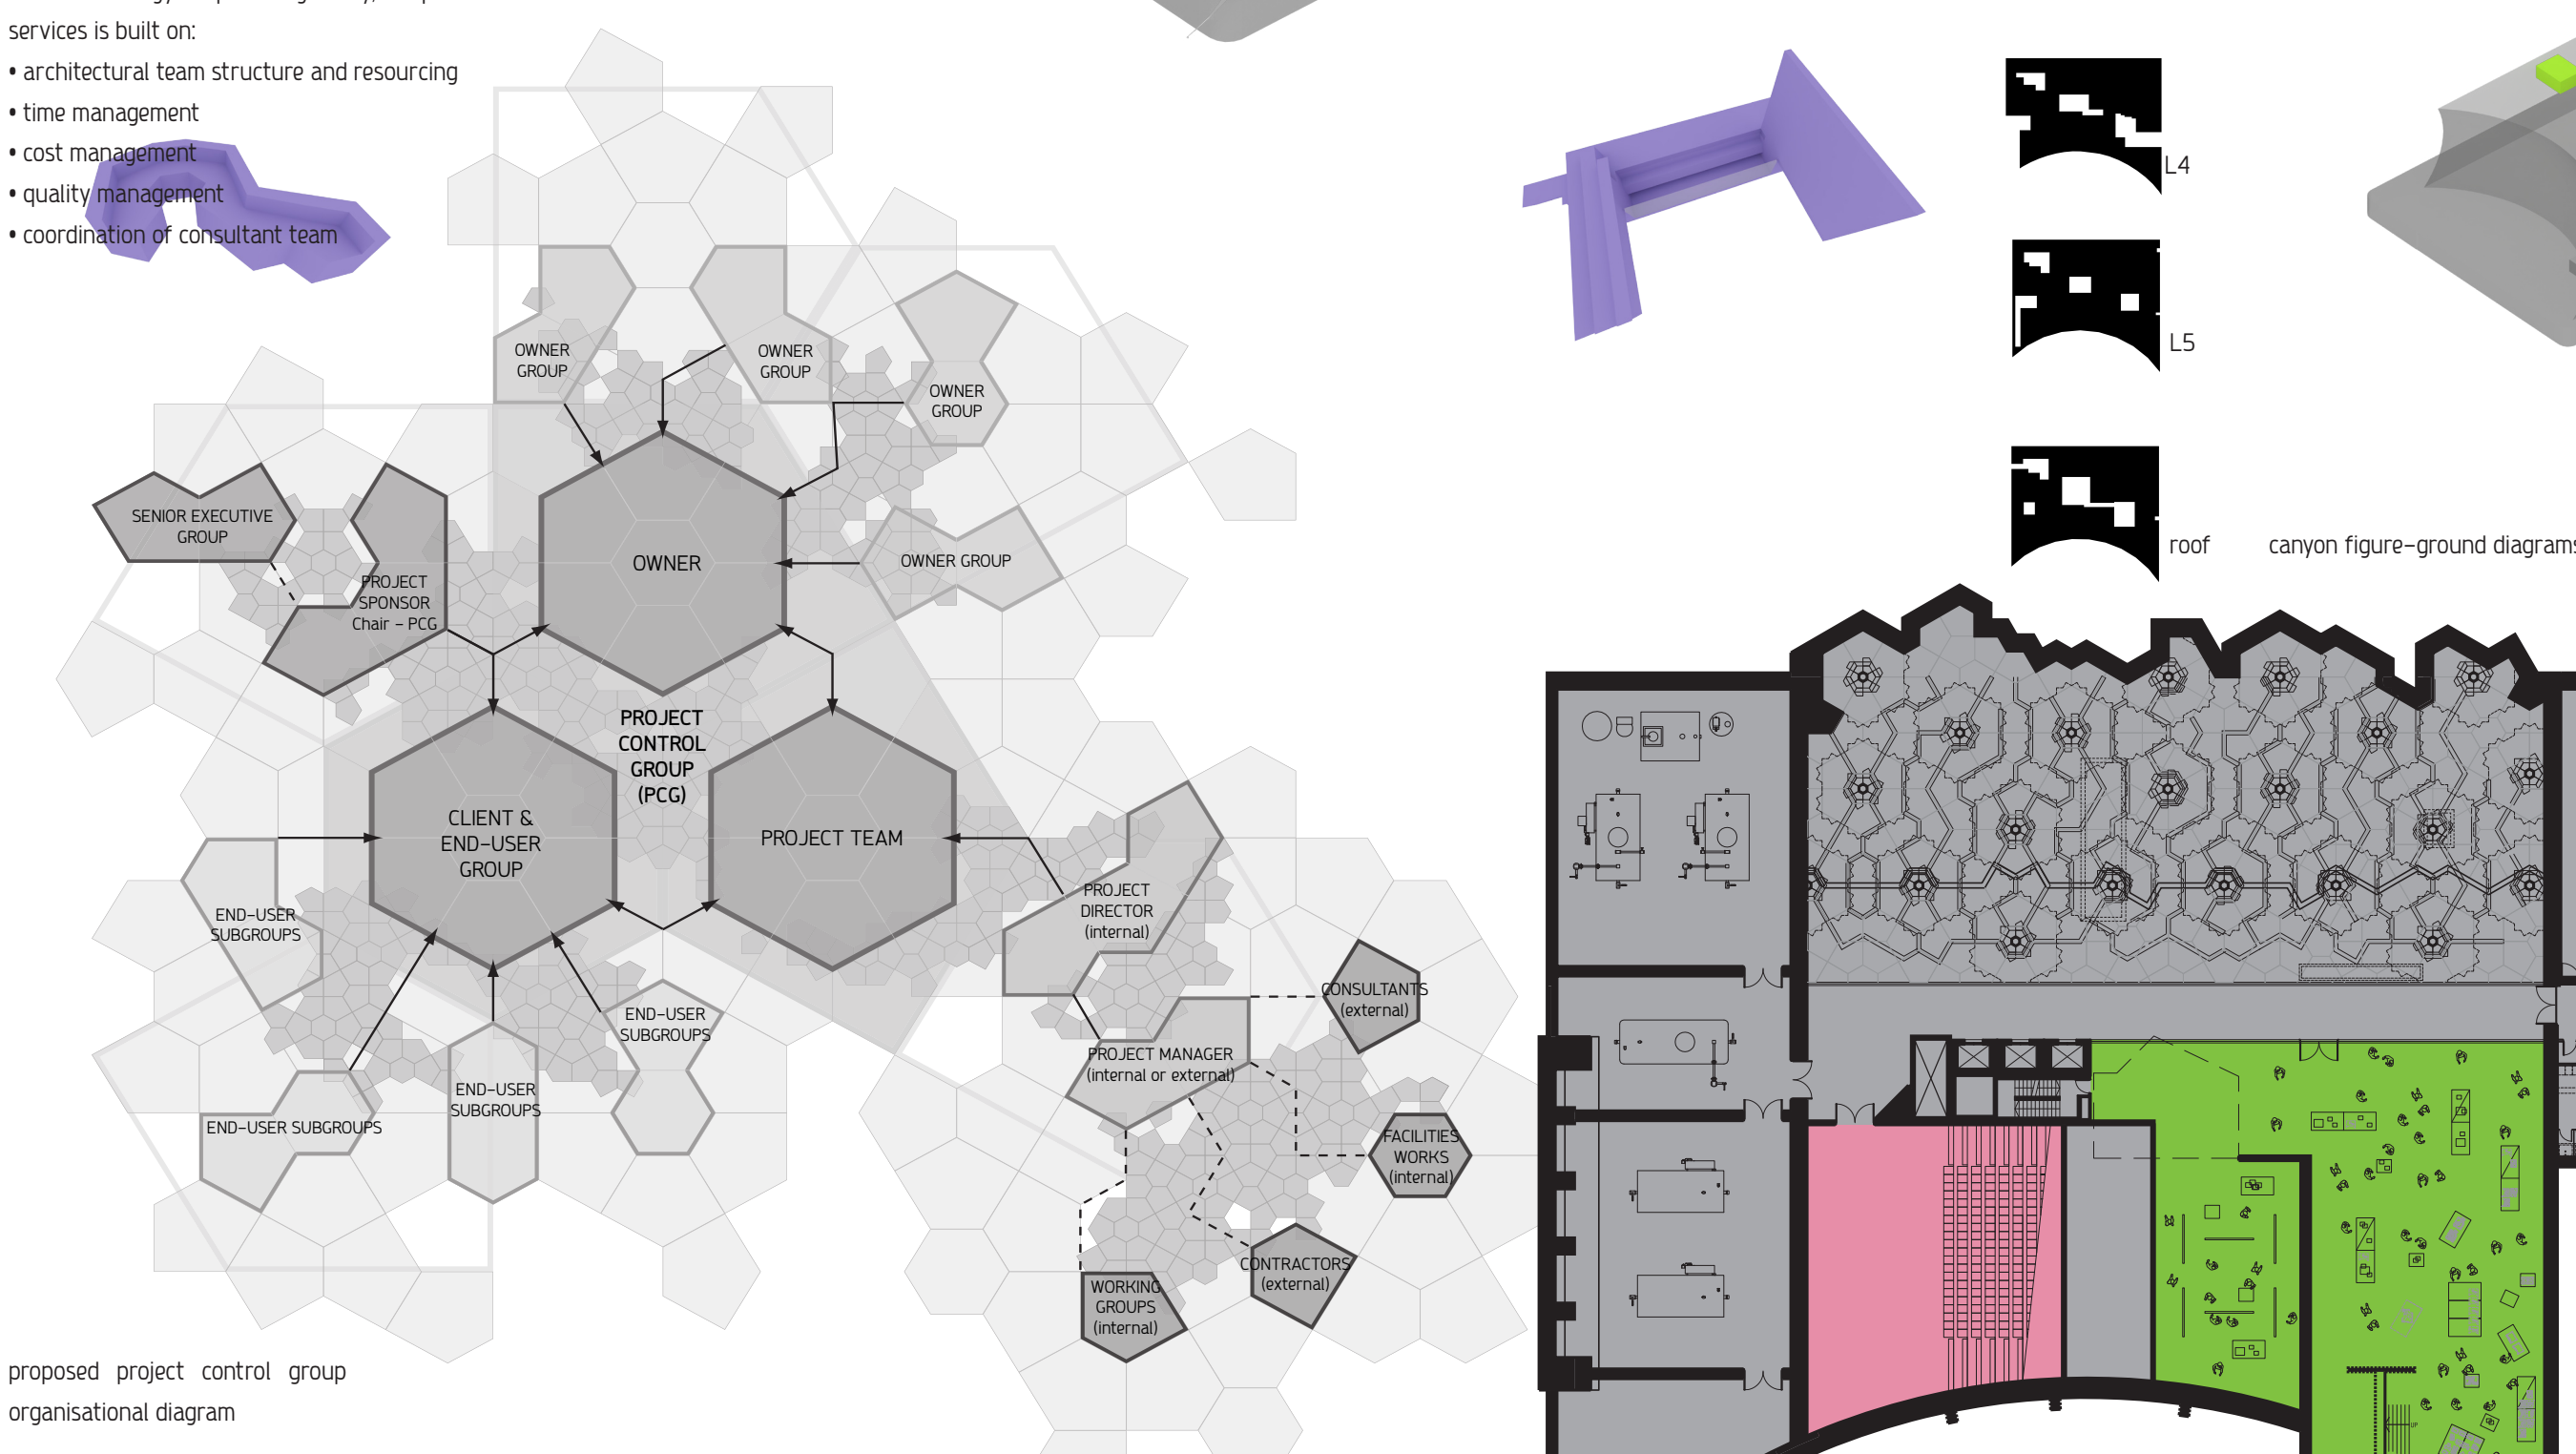 services is built on:
• architectural team structure and resourcing
• time management
• cost management
• quality management
• coordination of consultant team
OWNER
GROUP
OWNER
GROUP
OWNER
GROUP
OWNER GROUP
SENIOR EXECUTIVE
GROUP
PROJECT
SPONSOR
Chair – PCG
OWNER
PROJECT
CONTROL
GROUP
(PCG)
CLIENT &
END–USER
GROUP
PROJECT TEAM
END–USER
SUBGROUPS
END–USER SUBGROUPS
END–USER
SUBGROUPS
END–USER
SUBGROUPS
PROJECT
DIRECTOR
(internal)
PROJECT MANAGER
(internal or external)
CONSULTANTS
(external)
FACILITIES
WORKS
(internal)
CONTRACTORS
(external)
WORKING
GROUPS
(internal)
proposed project control group
organisational diagram
L4
L5
roof
canyon figure–ground diagrams
UP